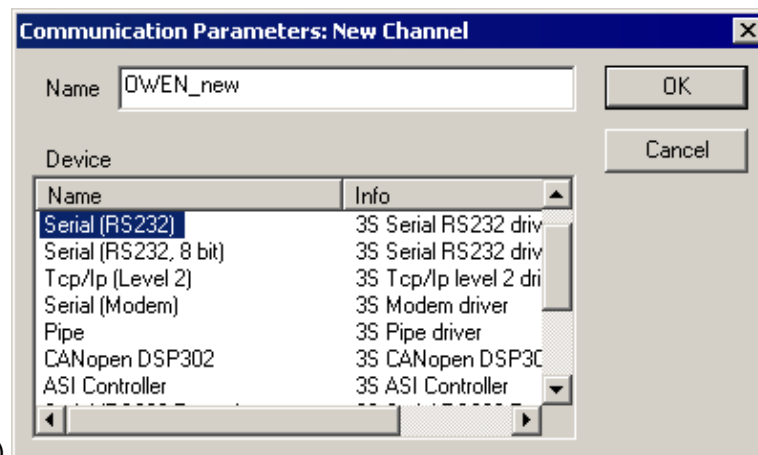 Communication Parameters: New Channel
Name OWEN_new OK
Cancel
Device
Name Info
Serial (RS232) 3S Serial RS232 driv
Serial (RS232, 8 bit) 3S Serial RS232 driv
Tcp/Ip (Level 2) 3S Tcp/Ip level 2 dri
Serial (Modem) 3S Modem driver
Pipe 3S Pipe driver
CANopen DSP302 3S CANopen DSP30
ASI Controller 3S ASI Controller
)